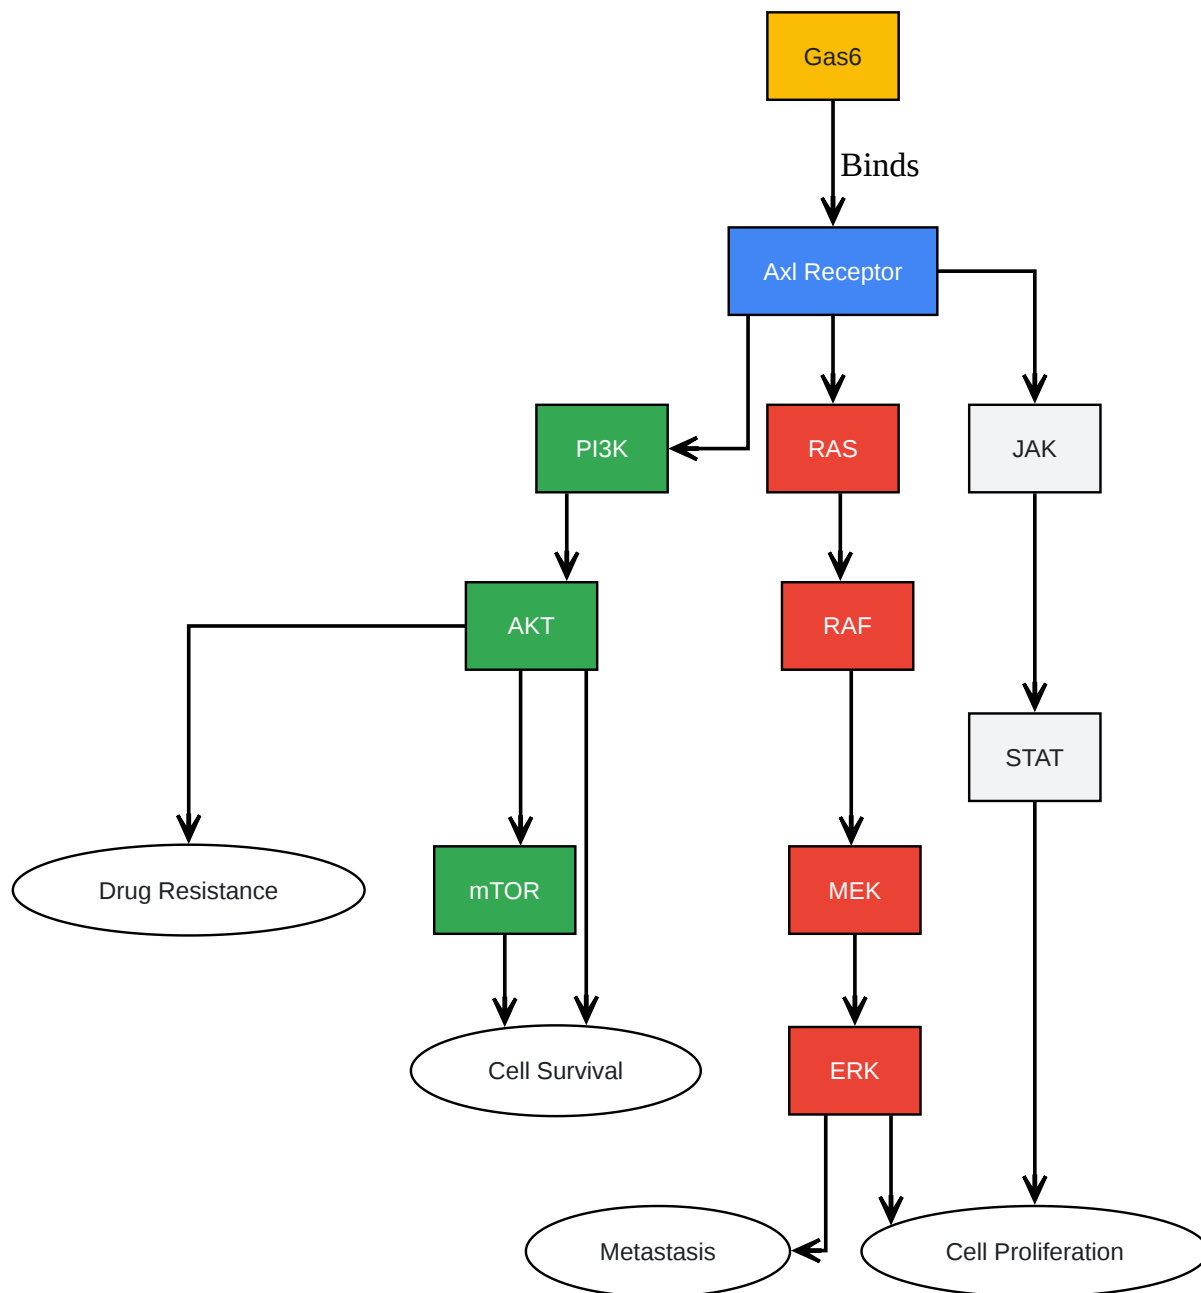 Gas6
Binds
Axl Receptor
PI3K
RAS
JAK
AKT
RAF
STAT
Drug Resistance
mTOR
MEK
Cell Survival
ERK
Metastasis
Cell Proliferation